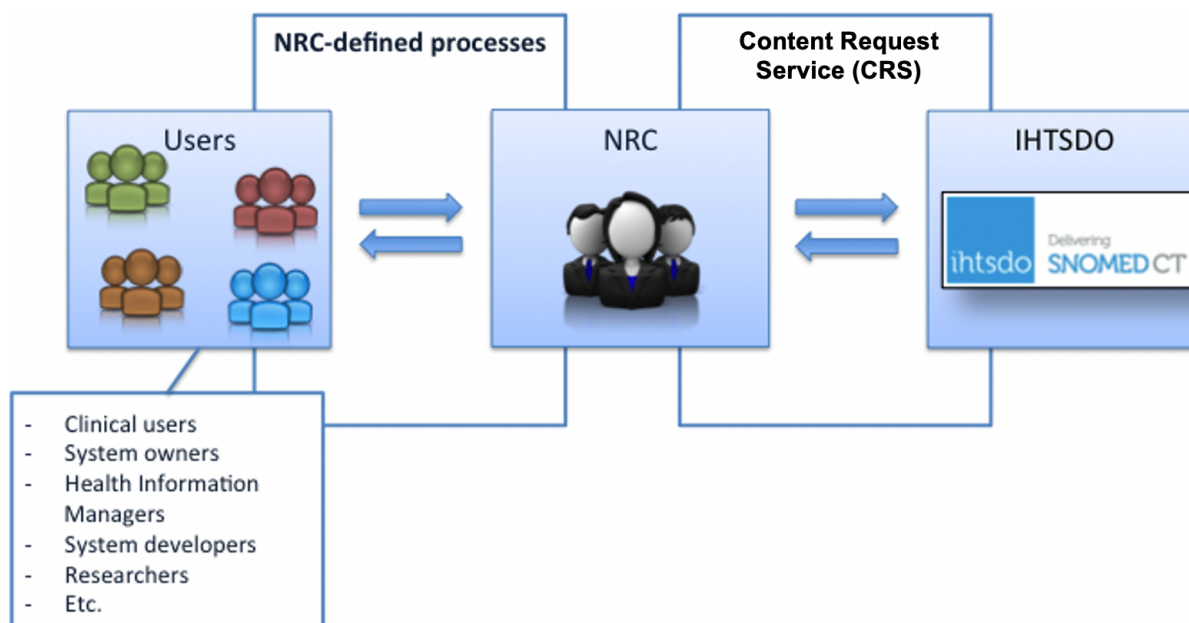 NRC-defined processes
Content Request
Service (CRS)
Users
NRC
IHTSDO
ihtsdo
Delivering
SNOMED CT
- Clinical users
- System owners
- Health Information
Managers
- System developers
- Researchers
- Etc.